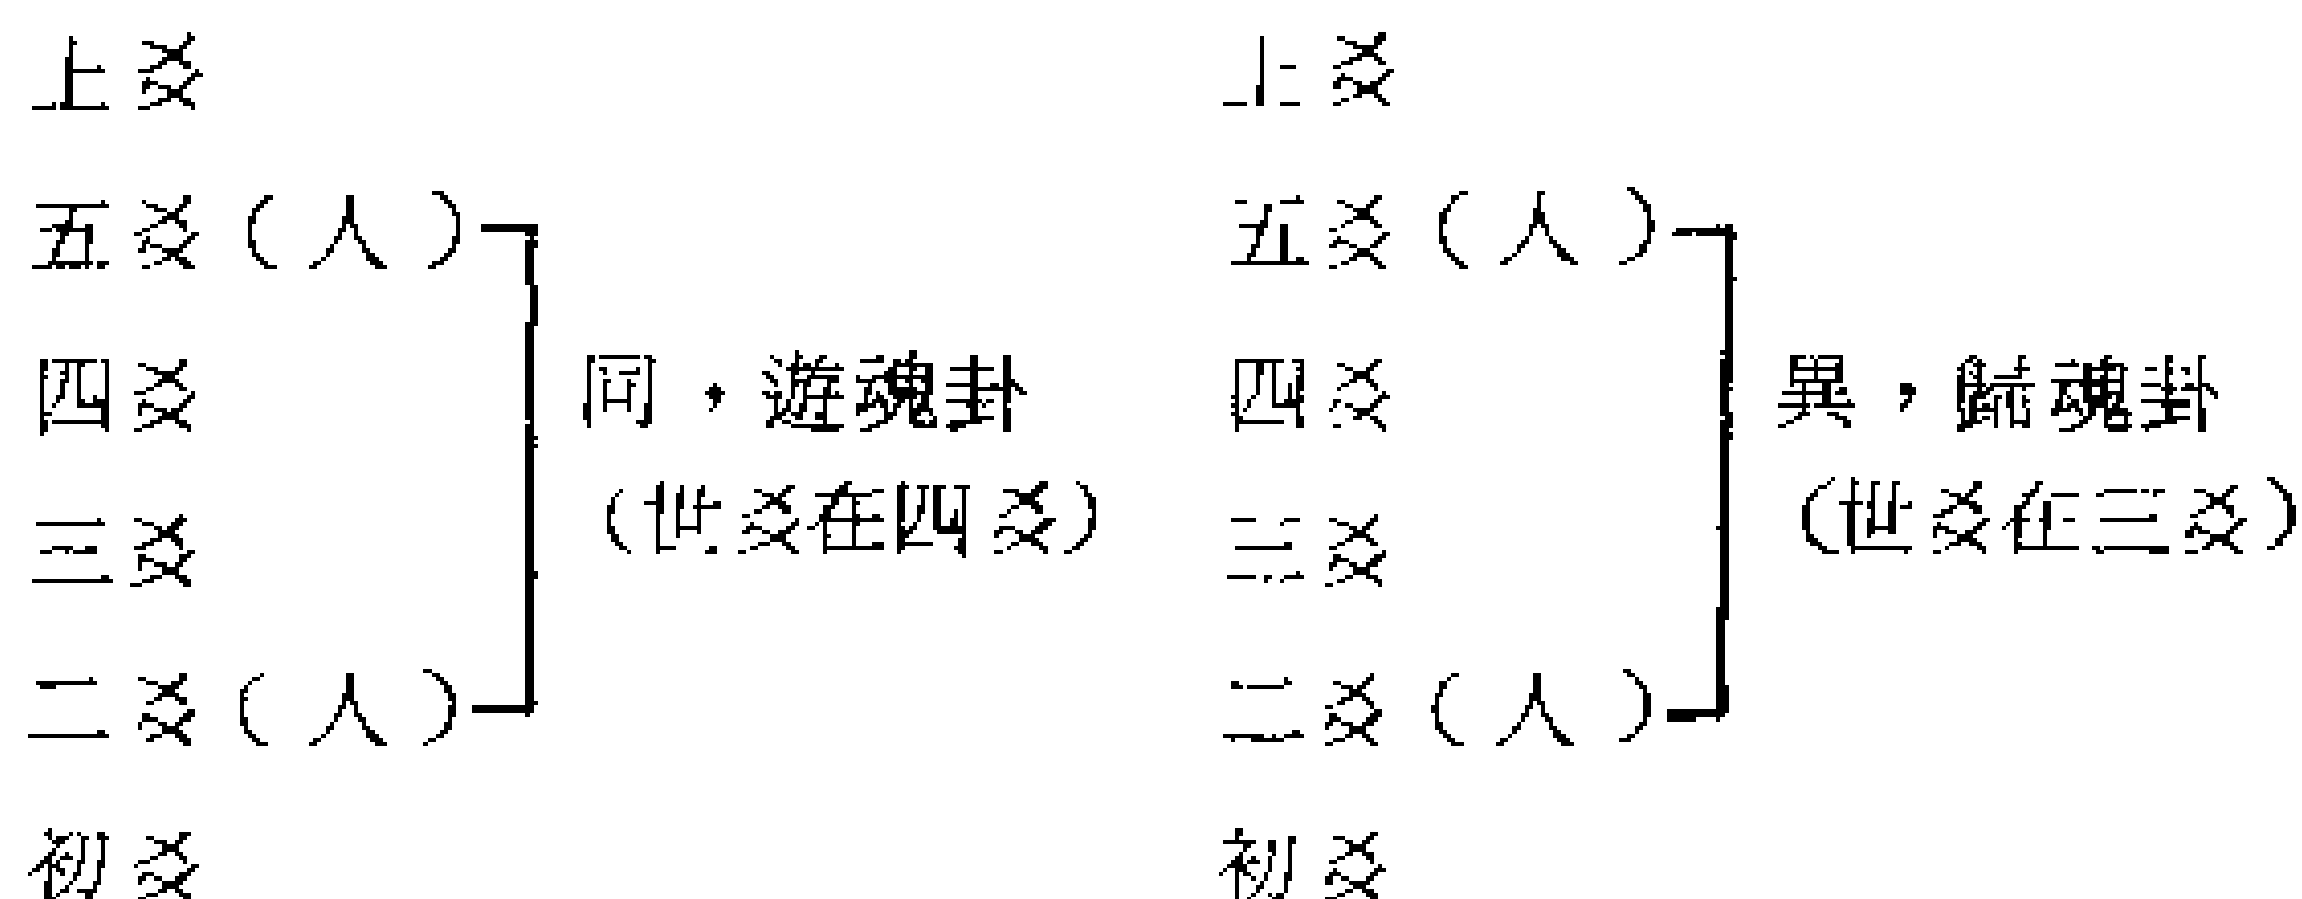 上爻
五爻(人)
四爻
三爻
二爻(人)
初爻
同，遊魂卦
(世爻在四爻)
上爻
五爻(人)
四爻
三爻
二爻(人)
初爻
異，歸魂卦
(世爻在三爻)